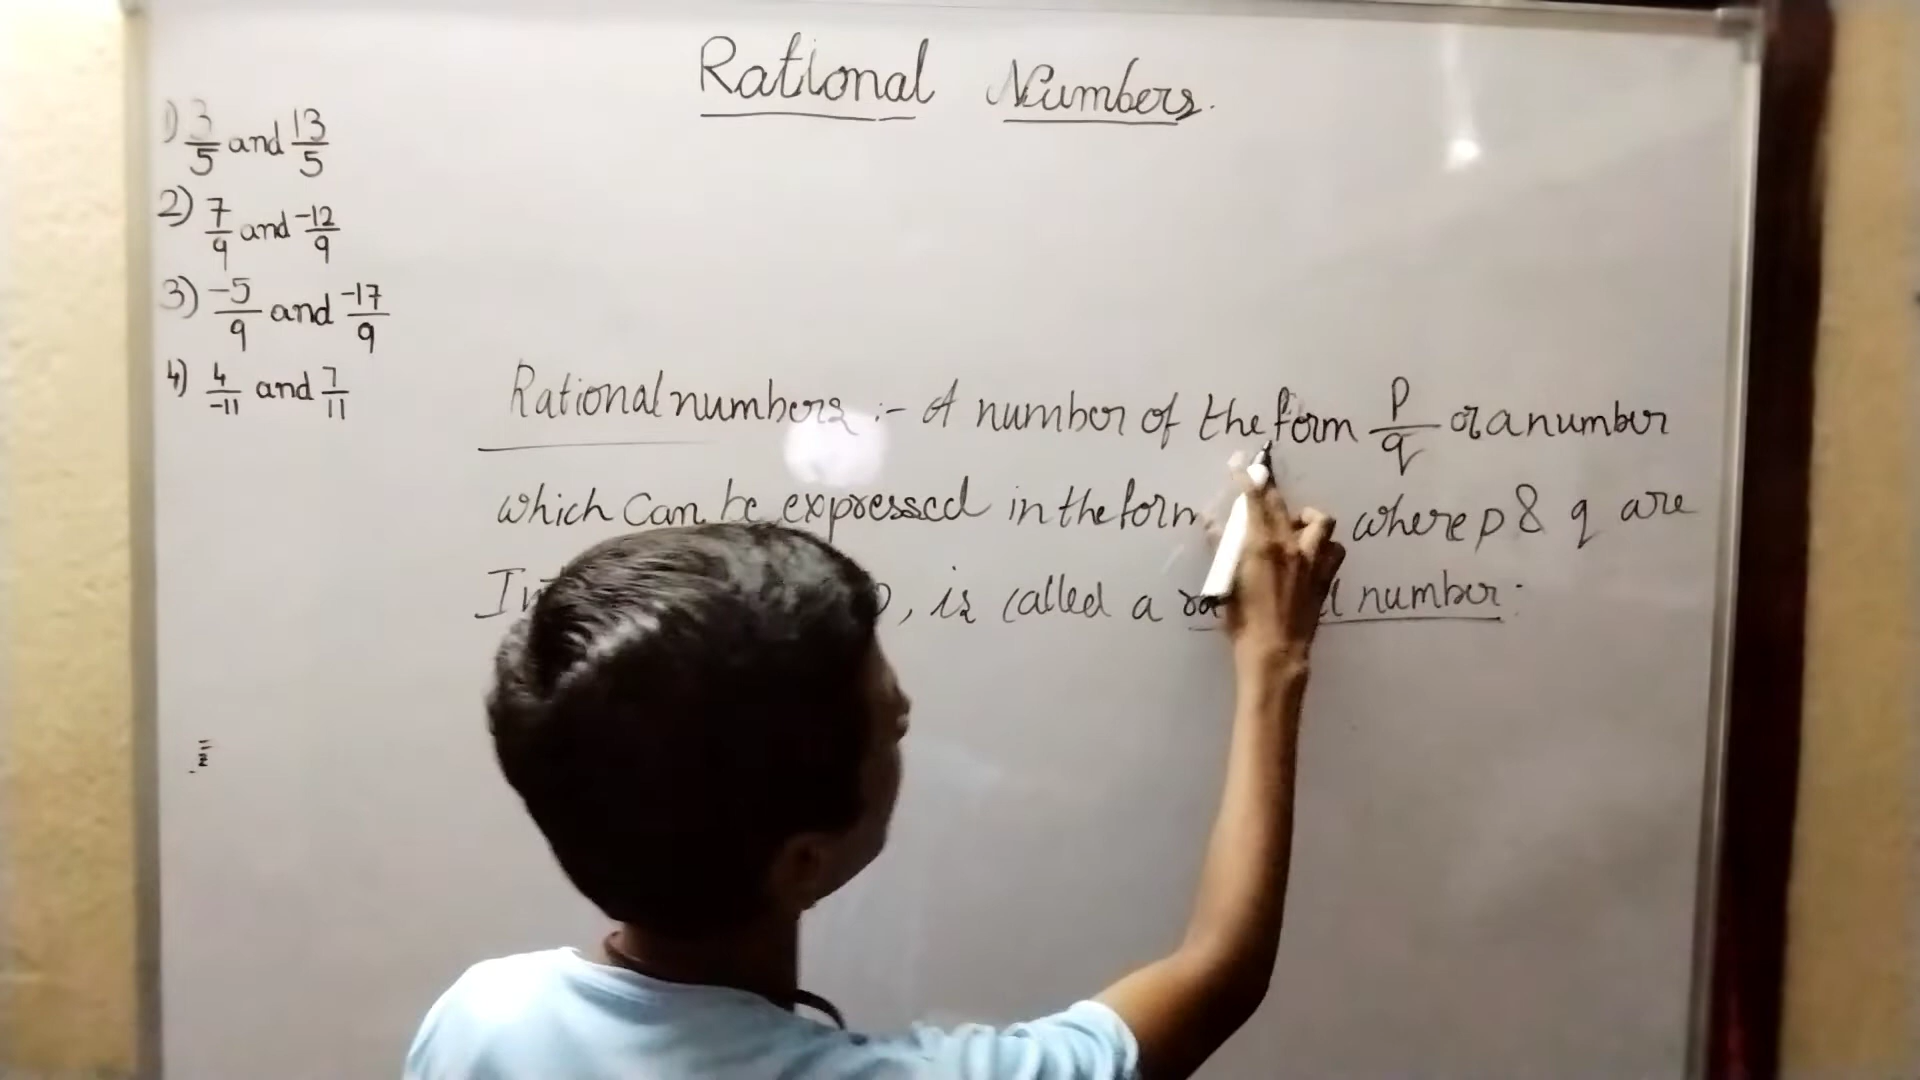 Rational Numbers.
1) 3/5 and 13/5
2) 7/9 and -12/9
3) -5/9 and -17/9
4) 4/-11 and 7/11
Rational numbers :- A number of the form p/q or a number
which can be expressed in the form where p & q are
, is called a number.